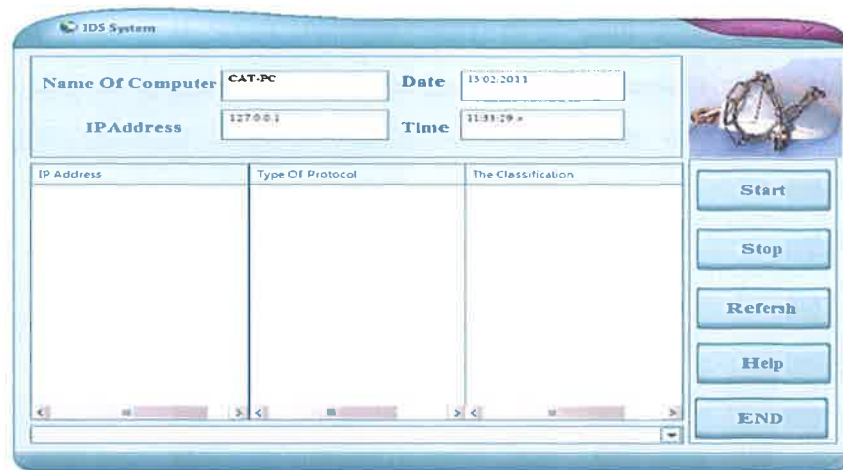 IDS System
Name Of Computer CAT-PC Date 13/02/2011
IPAddress 127.0.0.1 Time
IP Address Type Of Protocol The Classification
Start
Stop
Refersh
Help
END